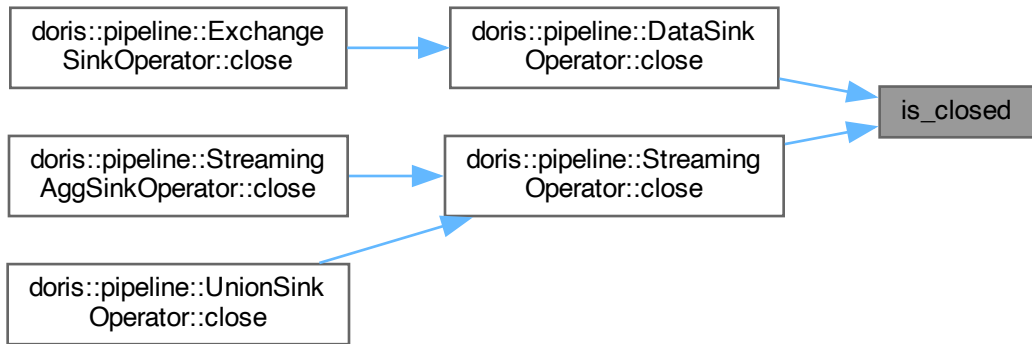 doris::pipeline::Exchange
SinkOperator::close
doris::pipeline::DataSink
Operator::close
is_closed
doris::pipeline::Streaming
AggSinkOperator::close
doris::pipeline::Streaming
Operator::close
doris::pipeline::UnionSink
Operator::close